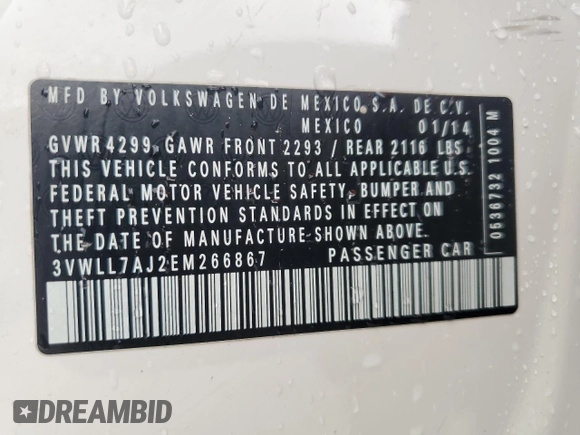 MFD BY VOLKSWAGEN DE MEXICO S.A. DE C.V.
MEXICO 01/14
GVWR 4299 GAWR FRONT 2293 / REAR 2116 LBS
THIS VEHICLE CONFORMS TO ALL APPLICABLE U.S.
FEDERAL MOTOR VEHICLE SAFETY, BUMPER AND
THEFT PREVENTION STANDARDS IN EFFECT ON
THE DATE OF MANUFACTURE SHOWN ABOVE.
3VWLL7AJ2EM266867 PASSENGER CAR
0536732 1004 M
DREAMBID